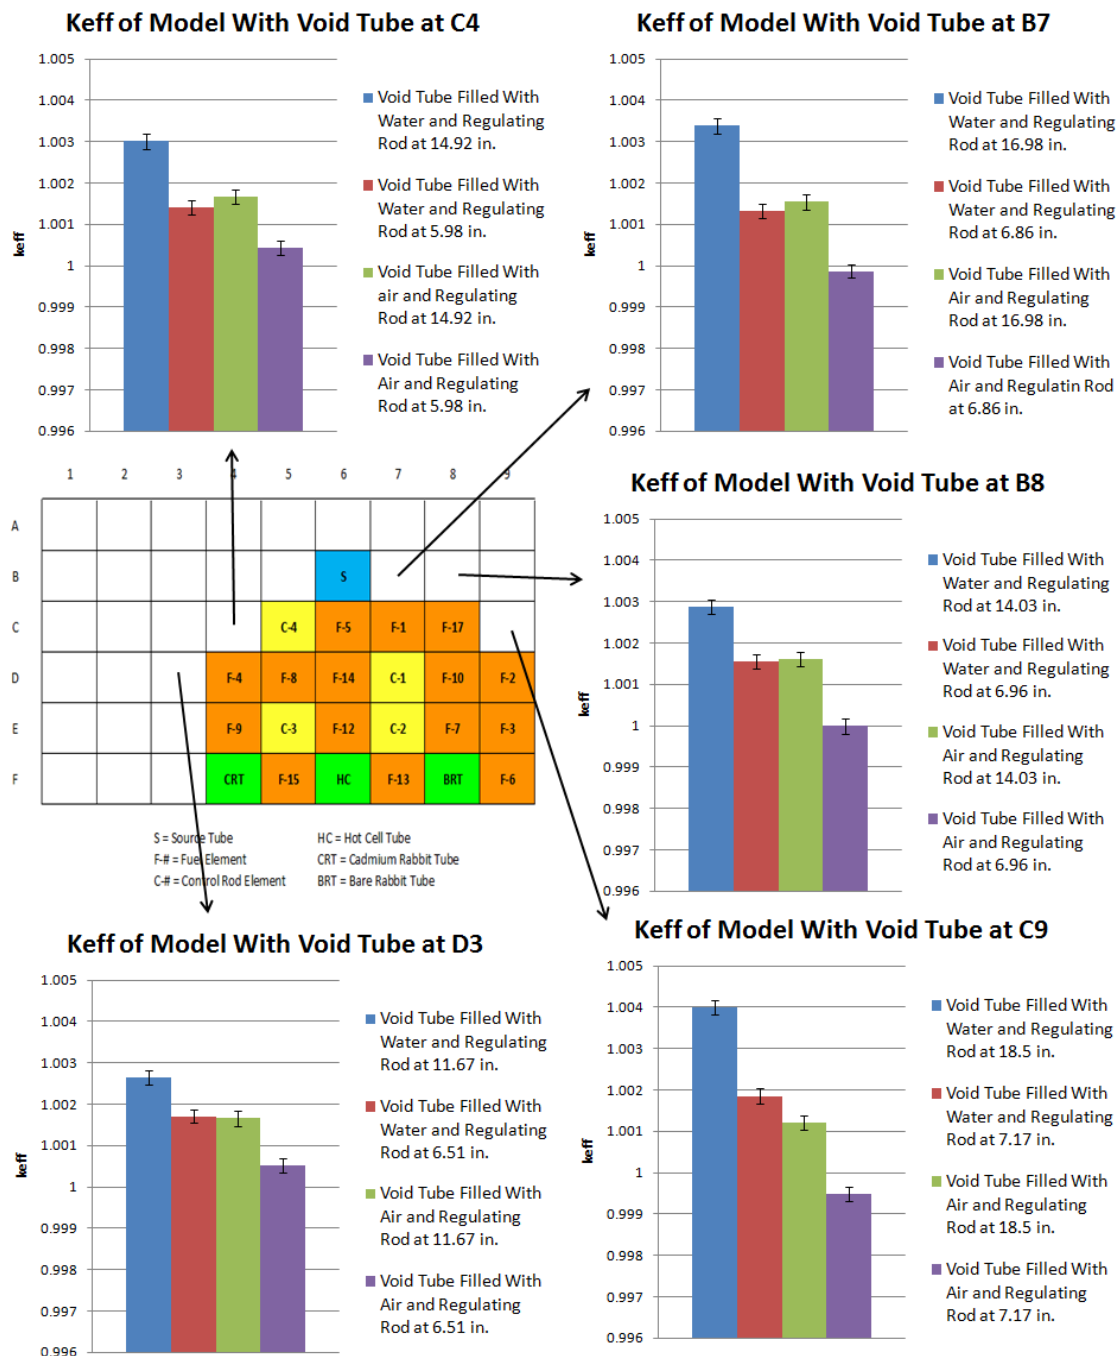 Keff of Model With Void Tube at C4
1.005
1.004
1.003
1.002
1.001
1
0.999
0.998
0.997
0.996
keff
Void Tube Filled With
Water and Regulating
Rod at 14.92 in.
Void Tube Filled With
Water and Regulating
Rod at 5.98 in.
Void Tube Filled With
air and Regulating
Rod at 14.92 in.
Void Tube Filled With
Air and Regulating
Rod at 5.98 in.
Keff of Model With Void Tube at B7
1.005
1.004
1.003
1.002
1.001
1
0.999
0.998
0.997
0.996
keff
Void Tube Filled With
Water and Regulating
Rod at 16.98 in.
Void Tube Filled With
Water and Regulating
Rod at 6.86 in.
Void Tube Filled With
Air and Regulating
Rod at 16.98 in.
Void Tube Filled With
Air and Regulatin Rod
at 6.86 in.
1 2 3 4 5 6 7 8 9
A
B S
C C-4 F-5 F-1 F-17
D F-4 F-8 F-14 C-1 F-10 F-2
E F-9 C-3 F-12 C-2 F-7 F-3
F CRT F-15 HC F-13 BRT F-6
S = Source Tube HC = Hot Cell Tube
F-# = Fuel Element CRT = Cadmium Rabbit Tube
C-# = Control Rod Element BRT = Bare Rabbit Tube
Keff of Model With Void Tube at B8
1.005
1.004
1.003
1.002
1.001
1
0.999
0.998
0.997
0.996
keff
Void Tube Filled With
Water and Regulating
Rod at 14.03 in.
Void Tube Filled With
Water and Regulating
Rod at 6.96 in.
Void Tube Filled With
Air and Regulating
Rod at 14.03 in.
Void Tube Filled With
Air and Regulating
Rod at 6.96 in.
Keff of Model With Void Tube at D3
1.005
1.004
1.003
1.002
1.001
1
0.999
0.998
0.997
0.996
keff
Void Tube Filled With
Water and Regulating
Rod at 11.67 in.
Void Tube Filled With
Water and Regulating
Rod at 6.51 in.
Void Tube Filled With
Air and Regulating
Rod at 11.67 in.
Void Tube Filled With
Air and Regulating
Rod at 6.51 in.
Keff of Model With Void Tube at C9
1.005
1.004
1.003
1.002
1.001
1
0.999
0.998
0.997
0.996
keff
Void Tube Filled With
Water and Regulating
Rod at 18.5 in.
Void Tube Filled With
Water and Regulating
Rod at 7.17 in.
Void Tube Filled With
Air and Regulating
Rod at 18.5 in.
Void Tube Filled With
Air and Regulating
Rod at 7.17 in.